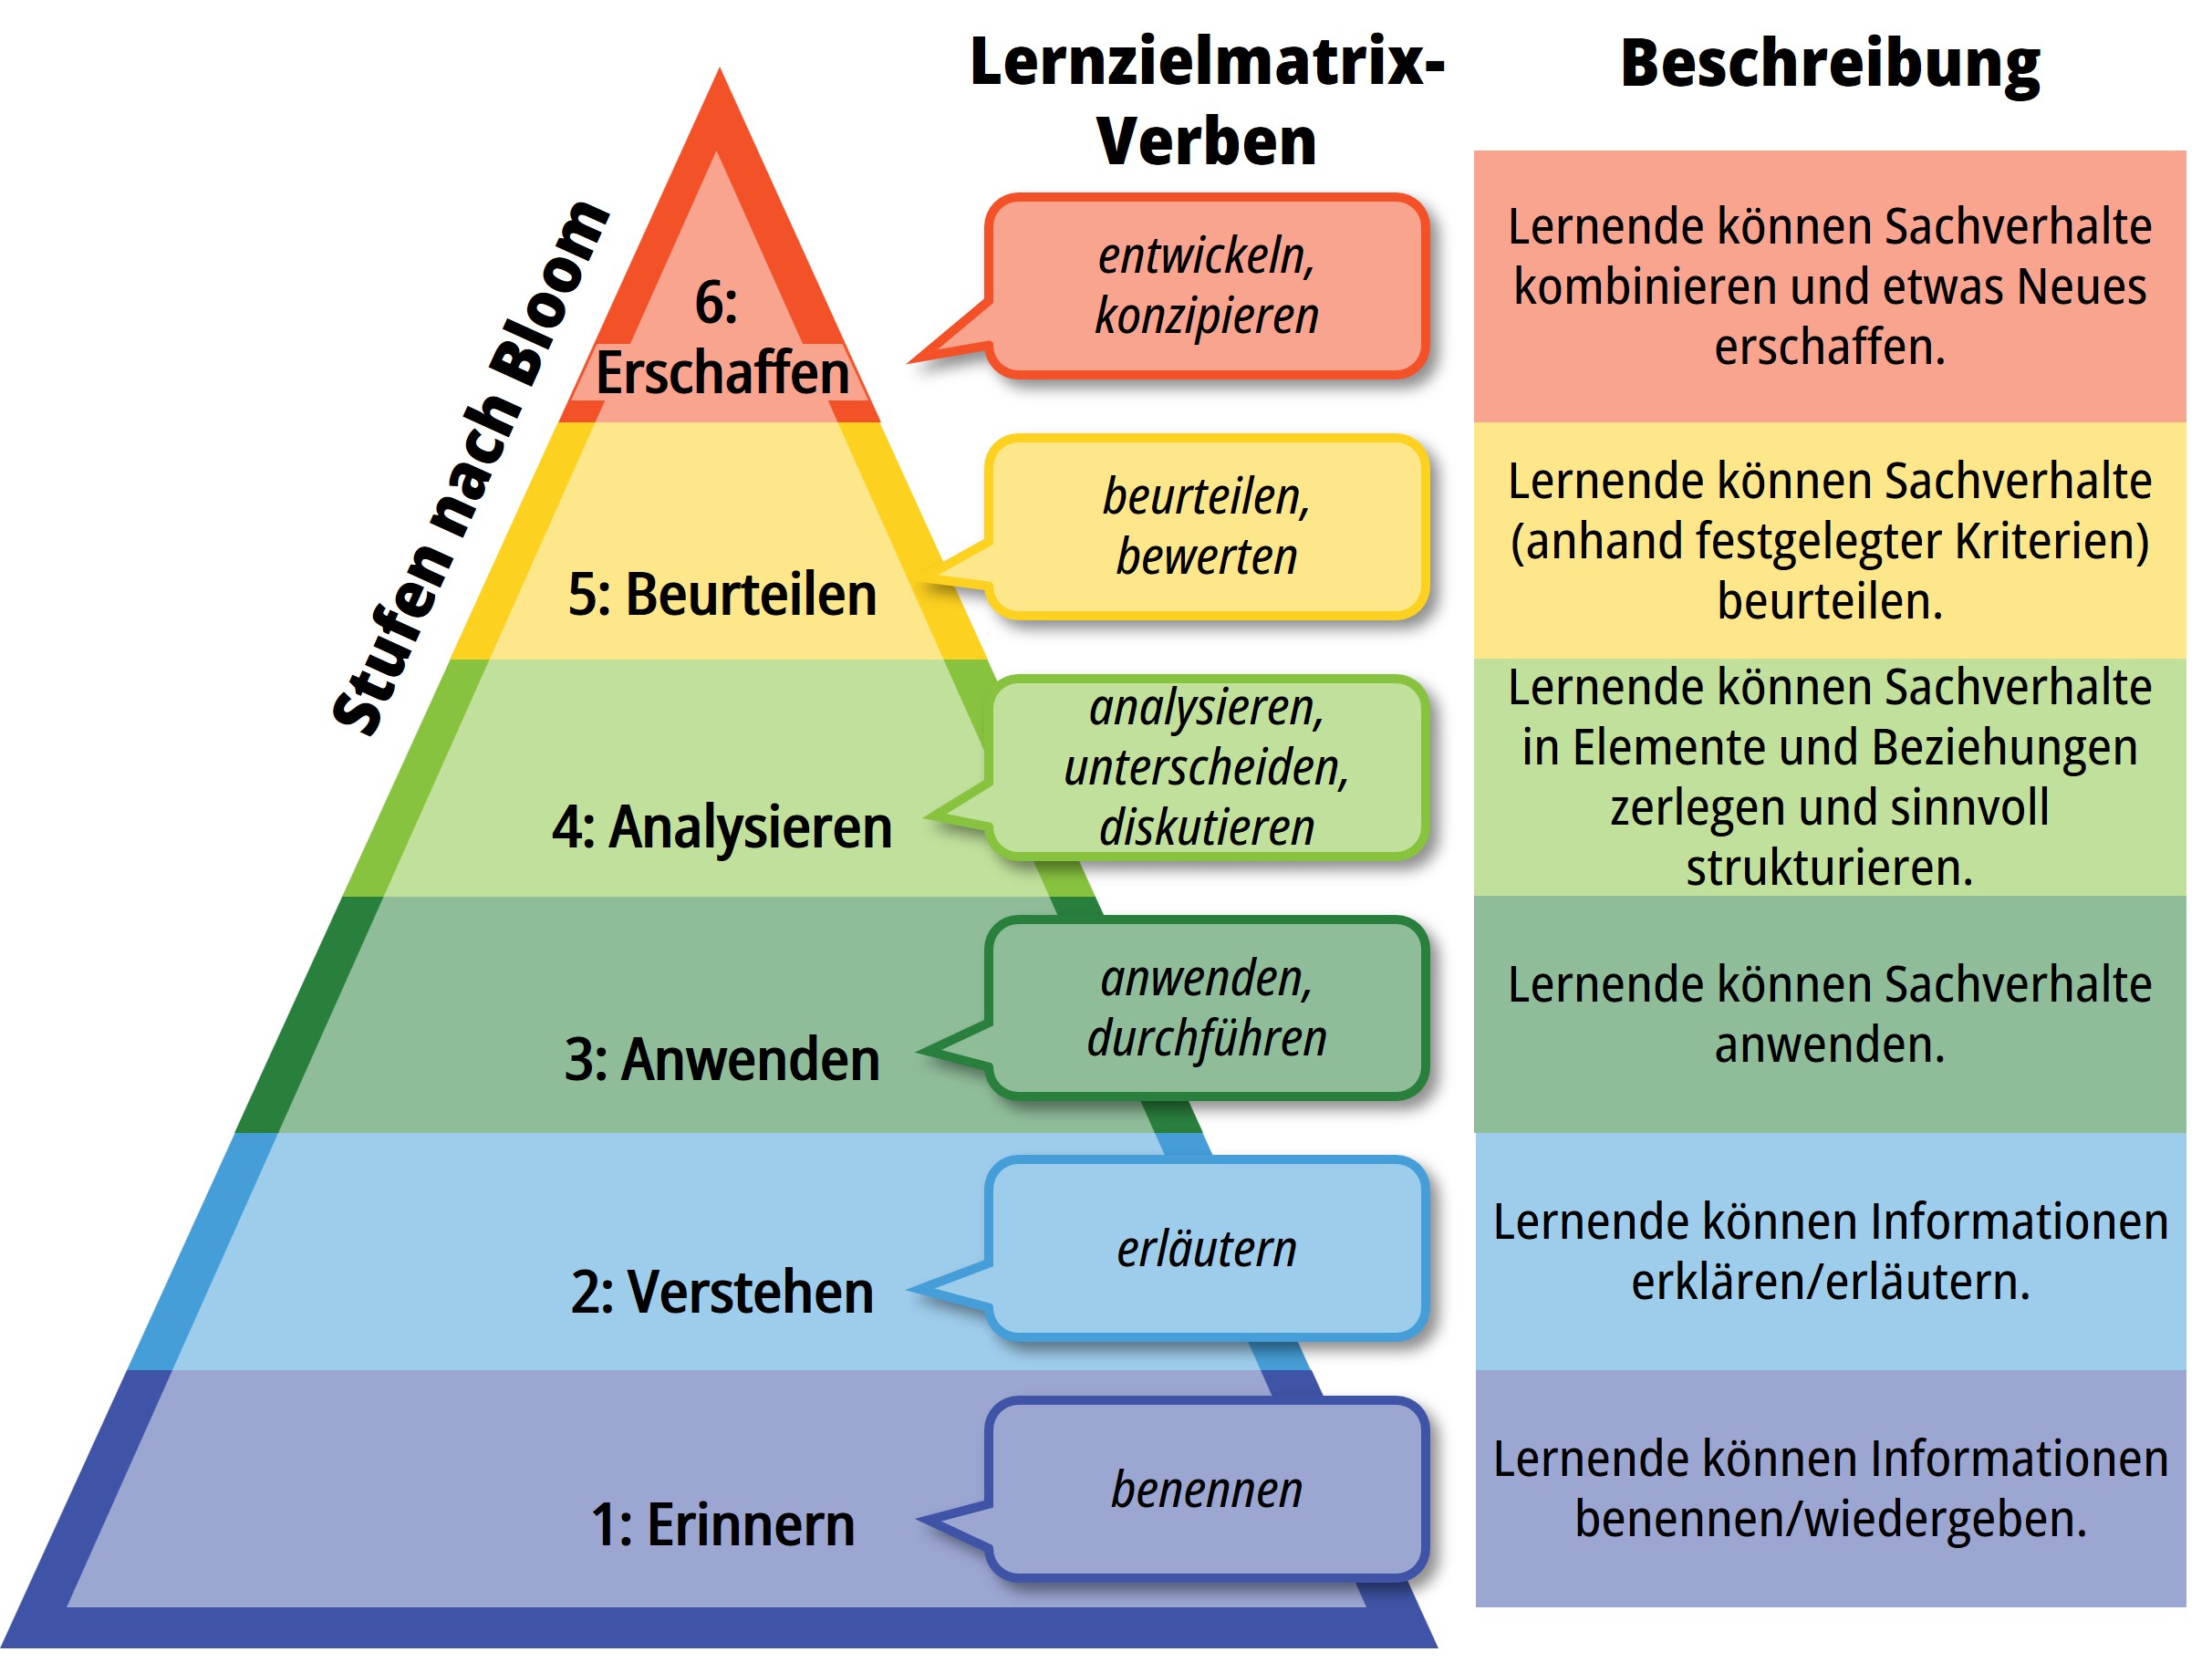 Stufen nach Bloom
Lernzielmatrix-
Verben
Beschreibung
6:
Erschaffen
entwickeln,
konzipieren
Lernende können Sachverhalte
kombinieren und etwas Neues
erschaffen.
5: Beurteilen
beurteilen,
bewerten
Lernende können Sachverhalte
(anhand festgelegter Kriterien)
beurteilen.
4: Analysieren
analysieren,
unterscheiden,
diskutieren
Lernende können Sachverhalte
in Elemente und Beziehungen
zerlegen und sinnvoll
strukturieren.
3: Anwenden
anwenden,
durchführen
Lernende können Sachverhalte
anwenden.
2: Verstehen
erläutern
Lernende können Informationen
erklären/erläutern.
1: Erinnern
benennen
Lernende können Informationen
benennen/wiedergeben.